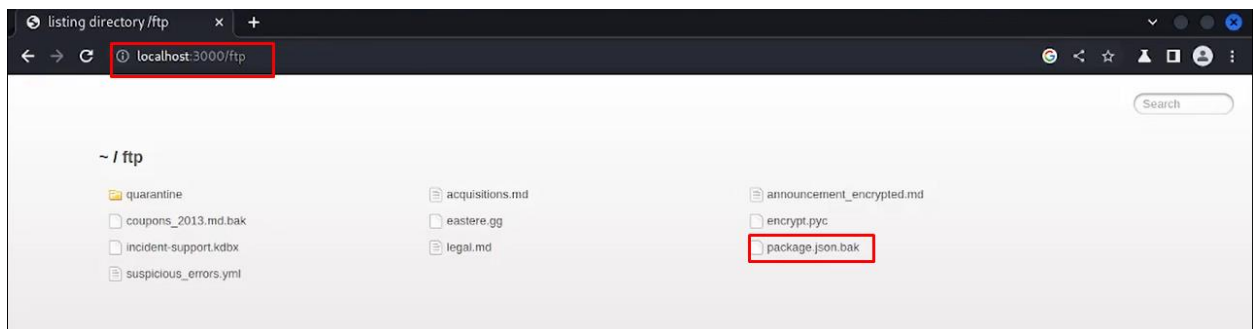 listing directory /ftp
localhost:3000/ftp
Search
~ / ftp
quarantine acquisitions.md announcement_encrypted.md
coupons_2013.md.bak eastere.gg encrypt.pyc
incident-support.kdbx legal.md package.json.bak
suspicious_errors.yml